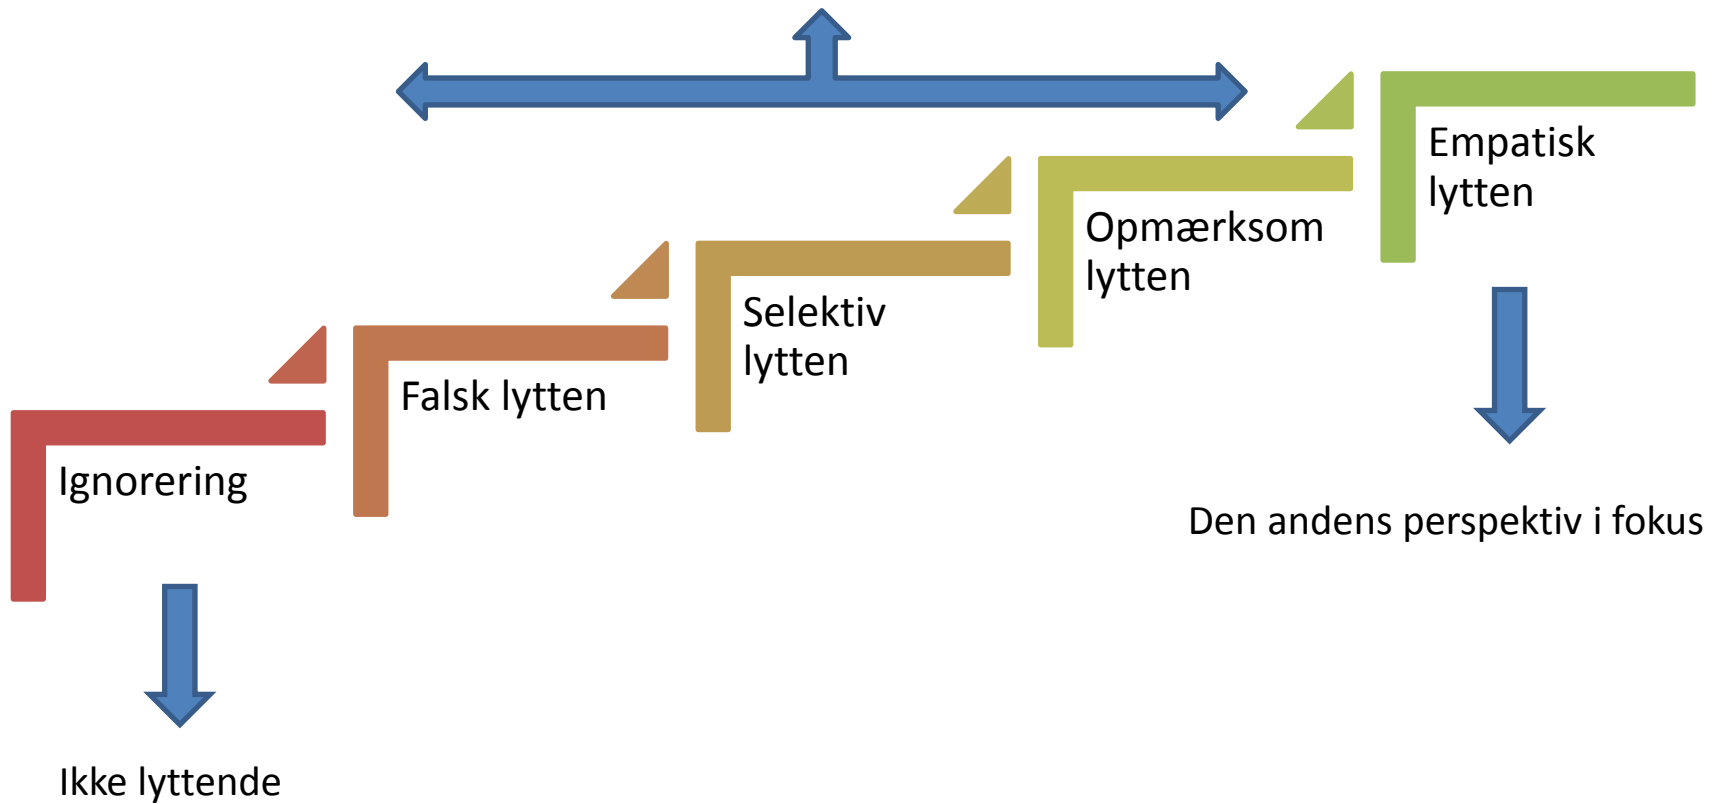 Empatisk
lytten
Opmærksom
lytten
Selektiv
lytten
Falsk lytten
Ignorering
Den andens perspektiv i fokus
Ikke lyttende